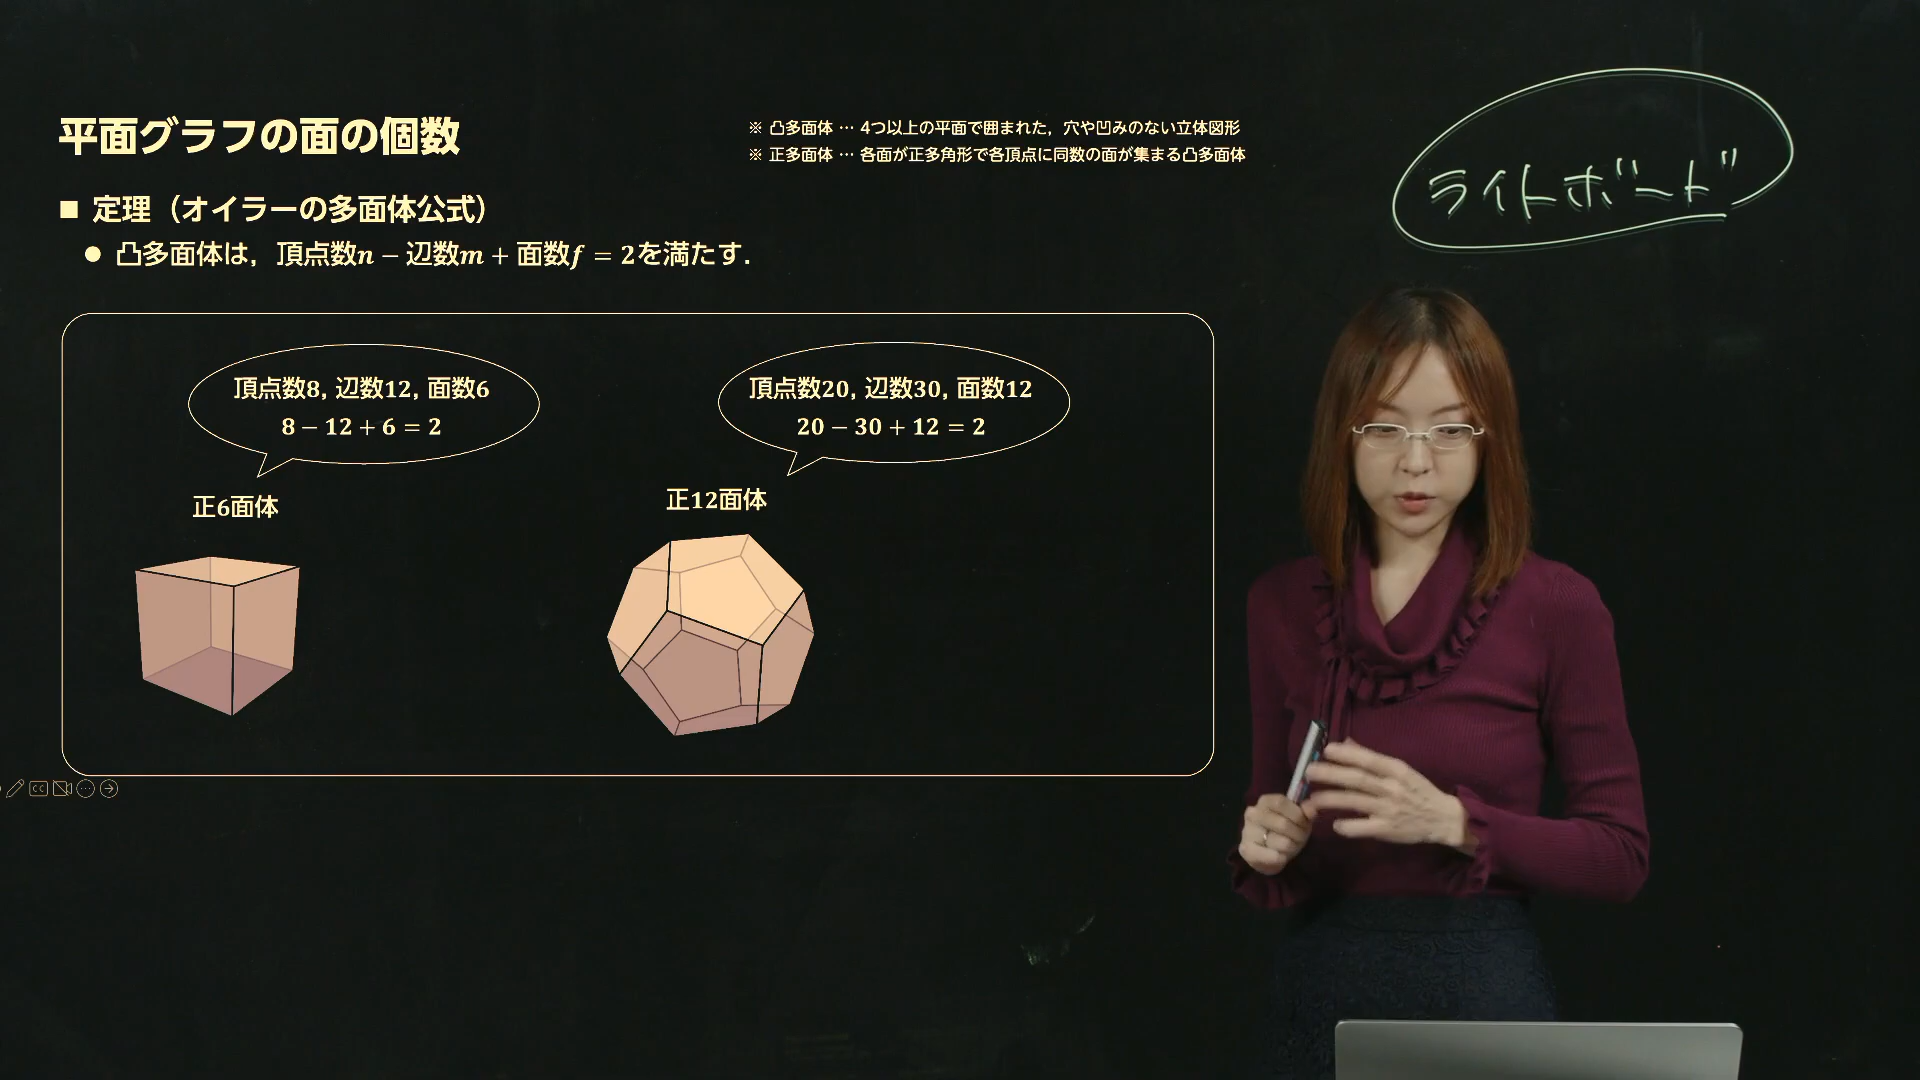 平面グラフの面の個数
※ 凸多面体 … 4つ以上の平面で囲まれた，穴や凹みのない立体図形
※ 正多面体 … 各面が正多角形で各頂点に同数の面が集まる凸多面体
ライトボード
■ 定理（オイラーの多面体公式）
● 凸多面体は，頂点数n − 辺数m + 面数f = 2を満たす.
頂点数8, 辺数12, 面数6
8 − 12 + 6 = 2
正6面体
頂点数20, 辺数30, 面数12
20 − 30 + 12 = 2
正12面体
CC